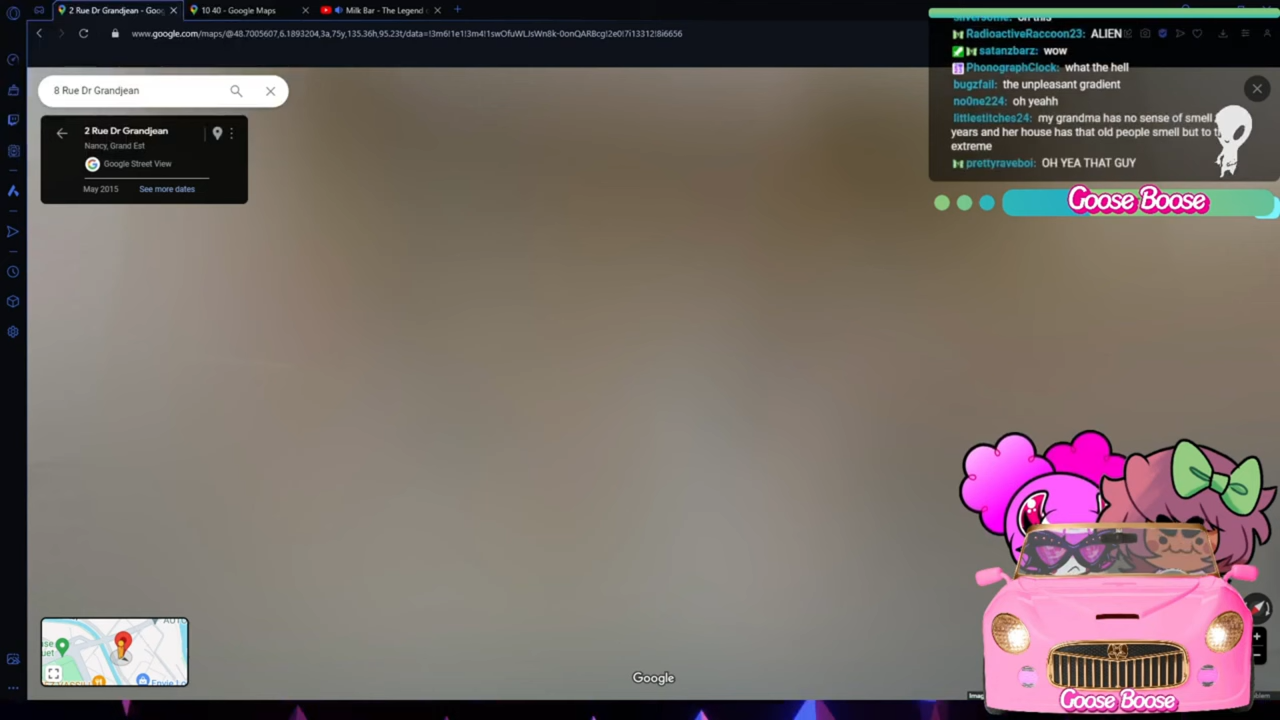 2 Rue Dr Grandjean - Goo
10 40 - Google Maps
Milk Bar - The Legend
www.google.com/maps/@48.7005607,6.1893204,3a,75y,135.36h,95.23t/data=!3m6!1e1!3m4!1swOfuWLIsWn8k-0onQARBcg!2e0!7i13312!8i6656
8 Rue Dr Grandjean
2 Rue Dr Grandjean
Nancy, Grand Est
Google Street View
May 2015 See more dates
RadioactiveRaccoon23: ALIEN
satanzbarz: wow
PhonographClock: what the hell
bugzfail: the unpleasant gradient
no0ne224: oh yeahh
littlestitches24: my grandma has no sense of smell
years and her house has that old people smell but to t
extreme
prettyraveboi: OH YEA THAT GUY
Goose Boose
AUTO
Envie
Google
Goose Boose